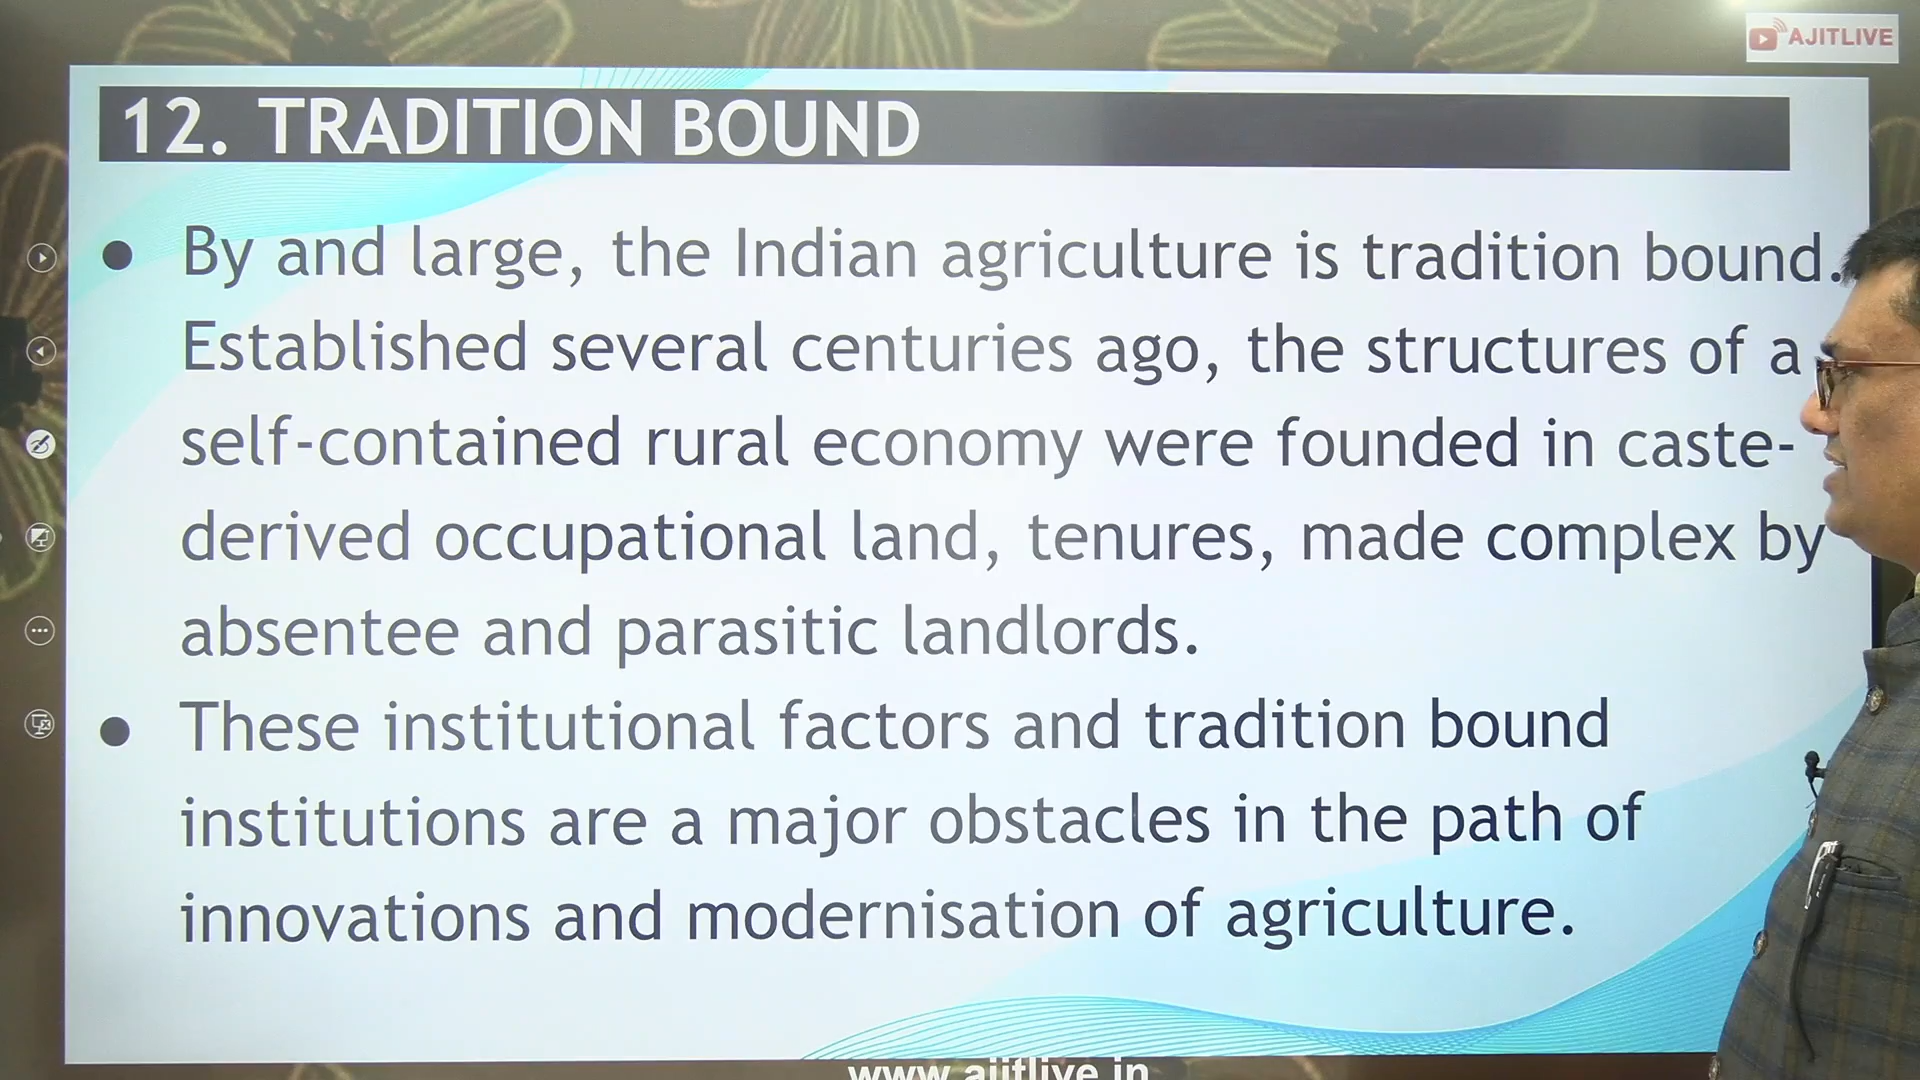 AJITLIVE
12. TRADITION BOUND
● By and large, the Indian agriculture is tradition bound.
Established several centuries ago, the structures of a
self-contained rural economy were founded in caste-
derived occupational land, tenures, made complex by
absentee and parasitic landlords.
● These institutional factors and tradition bound
institutions are a major obstacles in the path of
innovations and modernisation of agriculture.
www.ajitlive.in